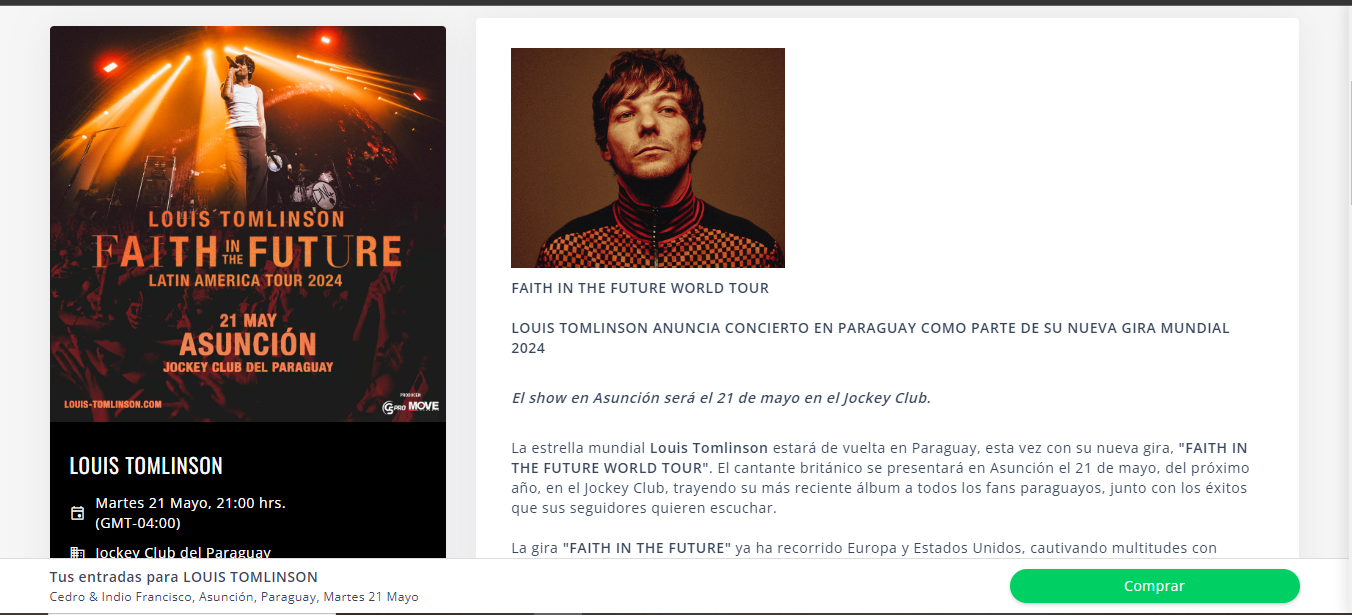 LOUIS TOMLINSON
FAITH IN THE FUTURE
LATIN AMERICA TOUR 2024
21 MAY
ASUNCIÓN
JOCKEY CLUB DEL PARAGUAY
LOUIS-TOMLINSON.COM
PRODUCEN
G5PRO MOVE
LOUIS TOMLINSON
Martes 21 Mayo, 21:00 hrs.
(GMT-04:00)
Jockey Club del Paraguay
FAITH IN THE FUTURE WORLD TOUR
LOUIS TOMLINSON ANUNCIA CONCIERTO EN PARAGUAY COMO PARTE DE SU NUEVA GIRA MUNDIAL
2024
El show en Asunción será el 21 de mayo en el Jockey Club.
La estrella mundial Louis Tomlinson estará de vuelta en Paraguay, esta vez con su nueva gira, "FAITH IN
THE FUTURE WORLD TOUR". El cantante británico se presentará en Asunción el 21 de mayo, del próximo
año, en el Jockey Club, trayendo su más reciente álbum a todos los fans paraguayos, junto con los éxitos
que sus seguidores quieren escuchar.
La gira "FAITH IN THE FUTURE" ya ha recorrido Europa y Estados Unidos, cautivando multitudes con
Tus entradas para LOUIS TOMLINSON
Cedro & Indio Francisco, Asunción, Paraguay, Martes 21 Mayo
Comprar